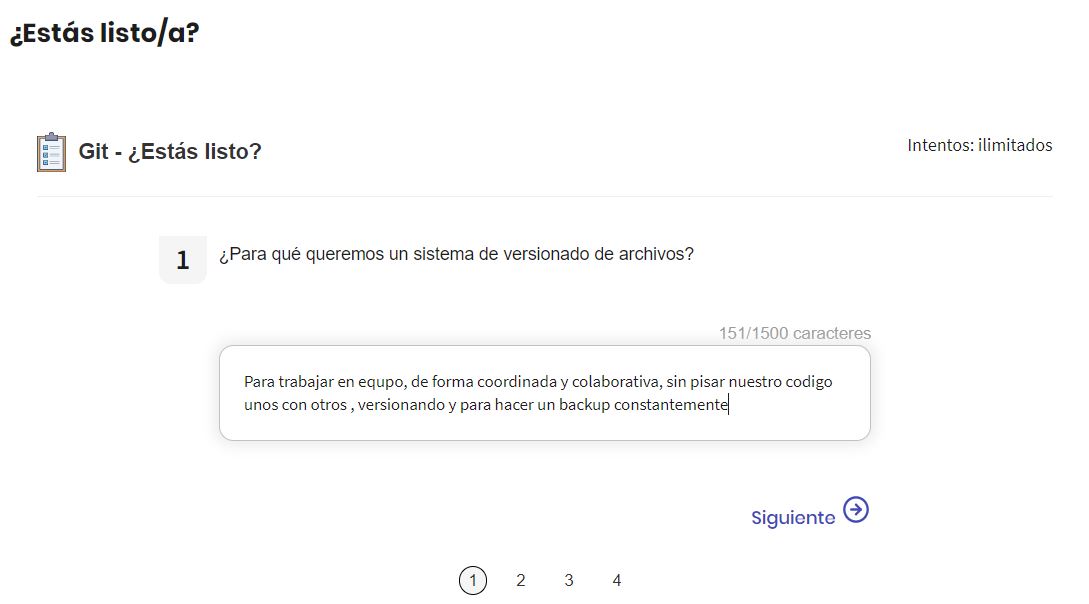 ¿Estás listo/a?
Git - ¿Estás listo?
Intentos: ilimitados
1
¿Para qué queremos un sistema de versionado de archivos?
151/1500 caracteres
Para trabajar en equpo, de forma coordinada y colaborativa, sin pisar nuestro codigo
unos con otros , versionando y para hacer un backup constantemente
Siguiente
1 2 3 4